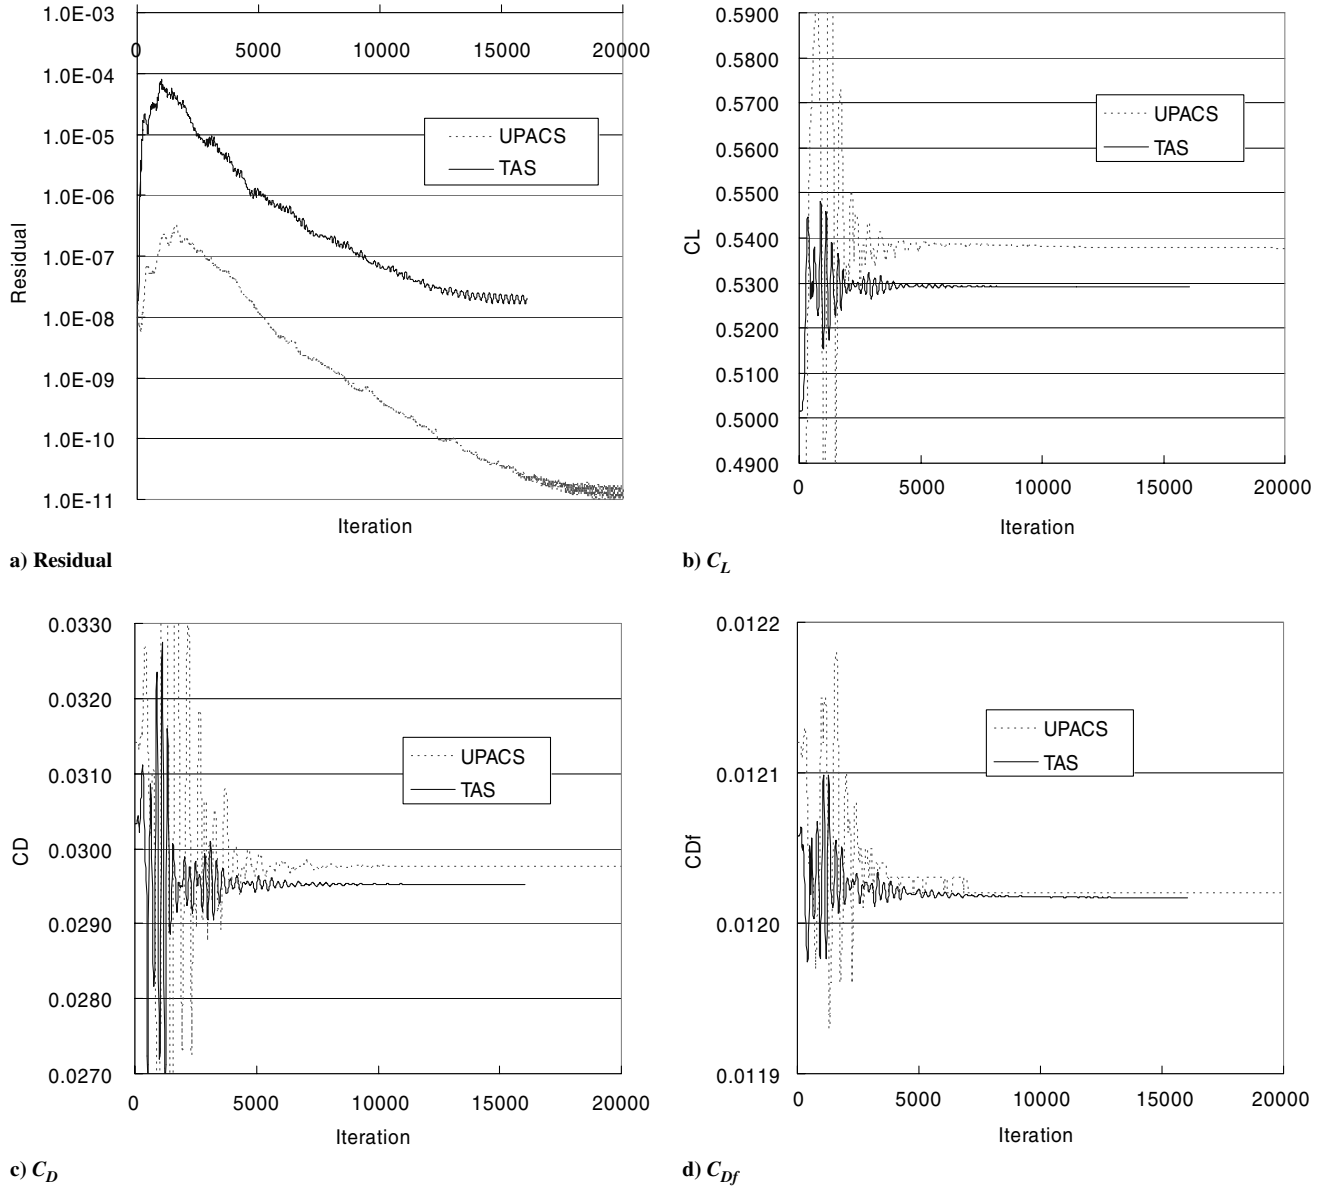 1.0E-03
0 5000 10000 15000 20000
1.0E-04
1.0E-05
1.0E-06
1.0E-07
1.0E-08
1.0E-09
1.0E-10
1.0E-11
Residual
UPACS
TAS
Iteration
a) Residual
0.5900
0.5800
0.5700
0.5600
0.5500
0.5400
0.5300
0.5200
0.5100
0.5000
0.4900
CL
UPACS
TAS
0 5000 10000 15000 20000
Iteration
b) CL
0.0330
0.0320
0.0310
0.0300
0.0290
0.0280
0.0270
CD
UPACS
TAS
0 5000 10000 15000 20000
Iteration
c) CD
0.0122
0.0121
0.0120
0.0119
CDf
UPACS
TAS
0 5000 10000 15000 20000
Iteration
d) CDf